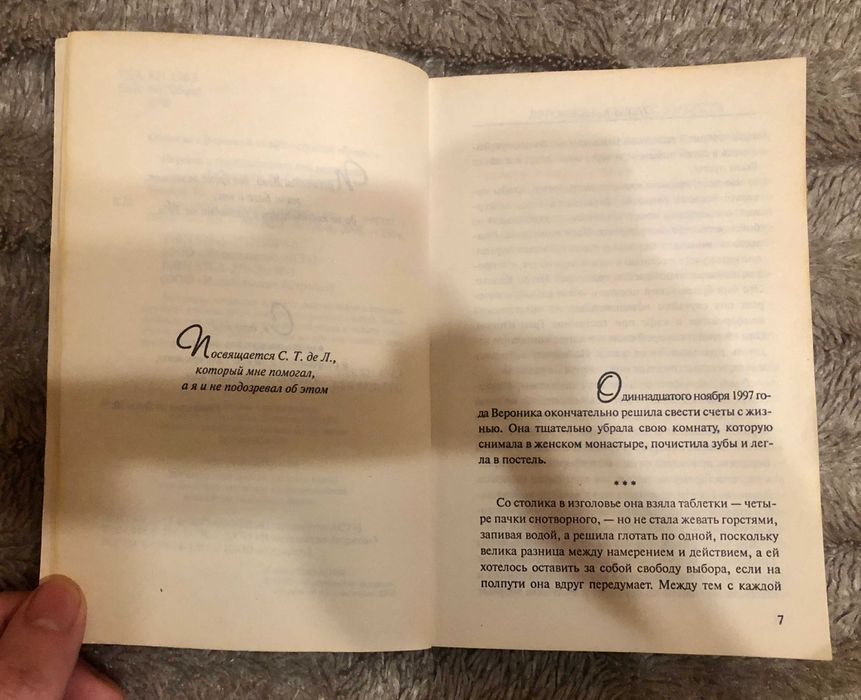 Посвящается С. Т. де Л.,
который мне помогал,
а я и не подозревал об этом
Одиннадцатого ноября 1997 го-
да Вероника окончательно решила свести счеты с жиз-
нью. Она тщательно убрала свою комнату, которую
снимала в женском монастыре, почистила зубы и лег-
ла в постель.
* * *
Со столика в изголовье она взяла таблетки — четы-
ре пачки снотворного, — но не стала жевать горстями,
запивая водой, а решила глотать по одной, поскольку
велика разница между намерением и действием, а ей
хотелось оставить за собой свободу выбора, если на
полпути она вдруг передумает. Между тем с каждой
7